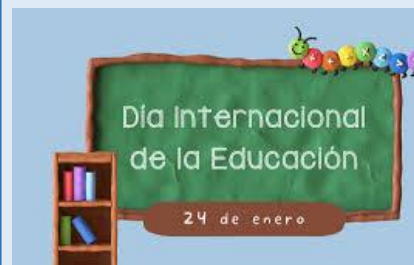 Día Internacional
de la Educación
24 de enero